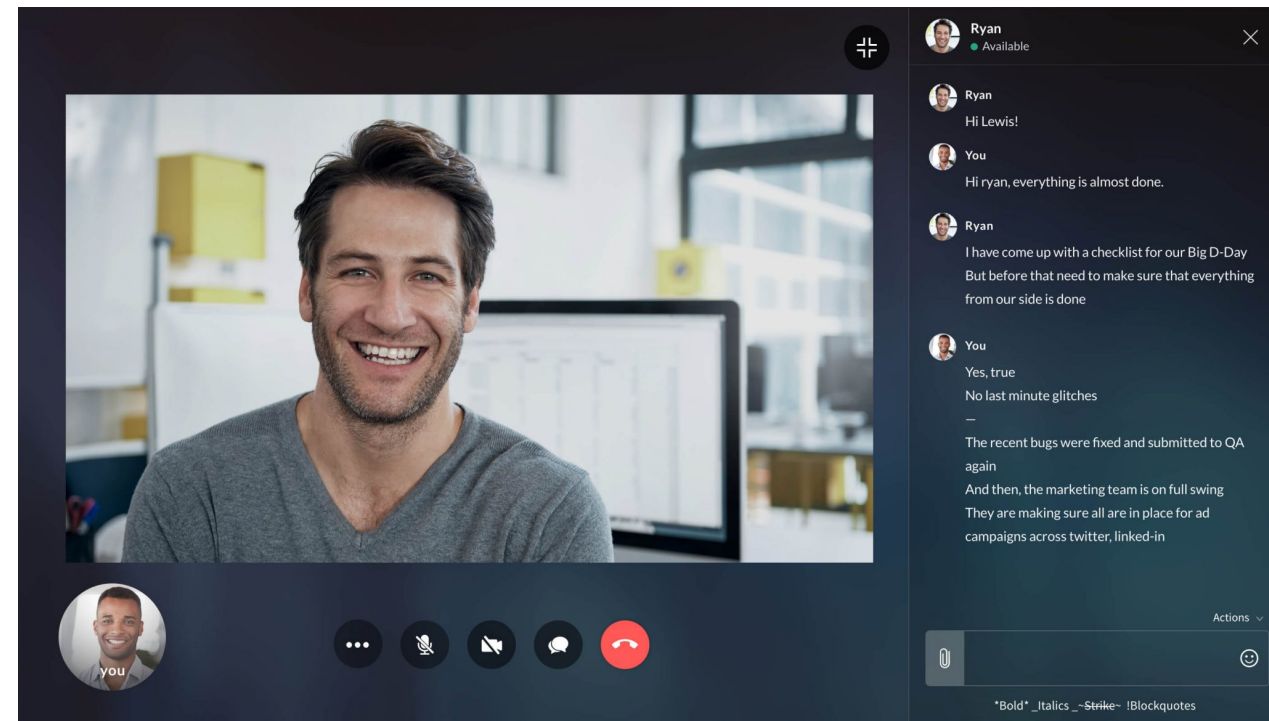 Ryan
Available
Ryan
Hi Lewis!
You
Hi ryan, everything is almost done.
Ryan
I have come up with a checklist for our Big D-Day
But before that need to make sure that everything
from our side is done
You
Yes, true
No last minute glitches
—
The recent bugs were fixed and submitted to QA
again
And then, the marketing team is on full swing
They are making sure all are in place for ad
campaigns across twitter, linked-in
you
Actions
*Bold* _Italics _~Strike~ !Blockquotes